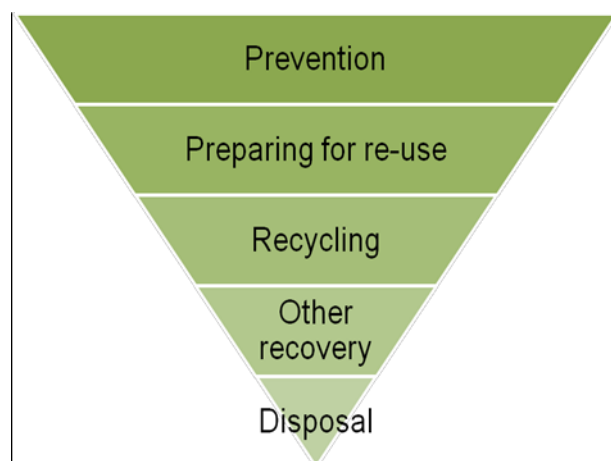 Prevention
Preparing for re-use
Recycling
Other
recovery
Disposal